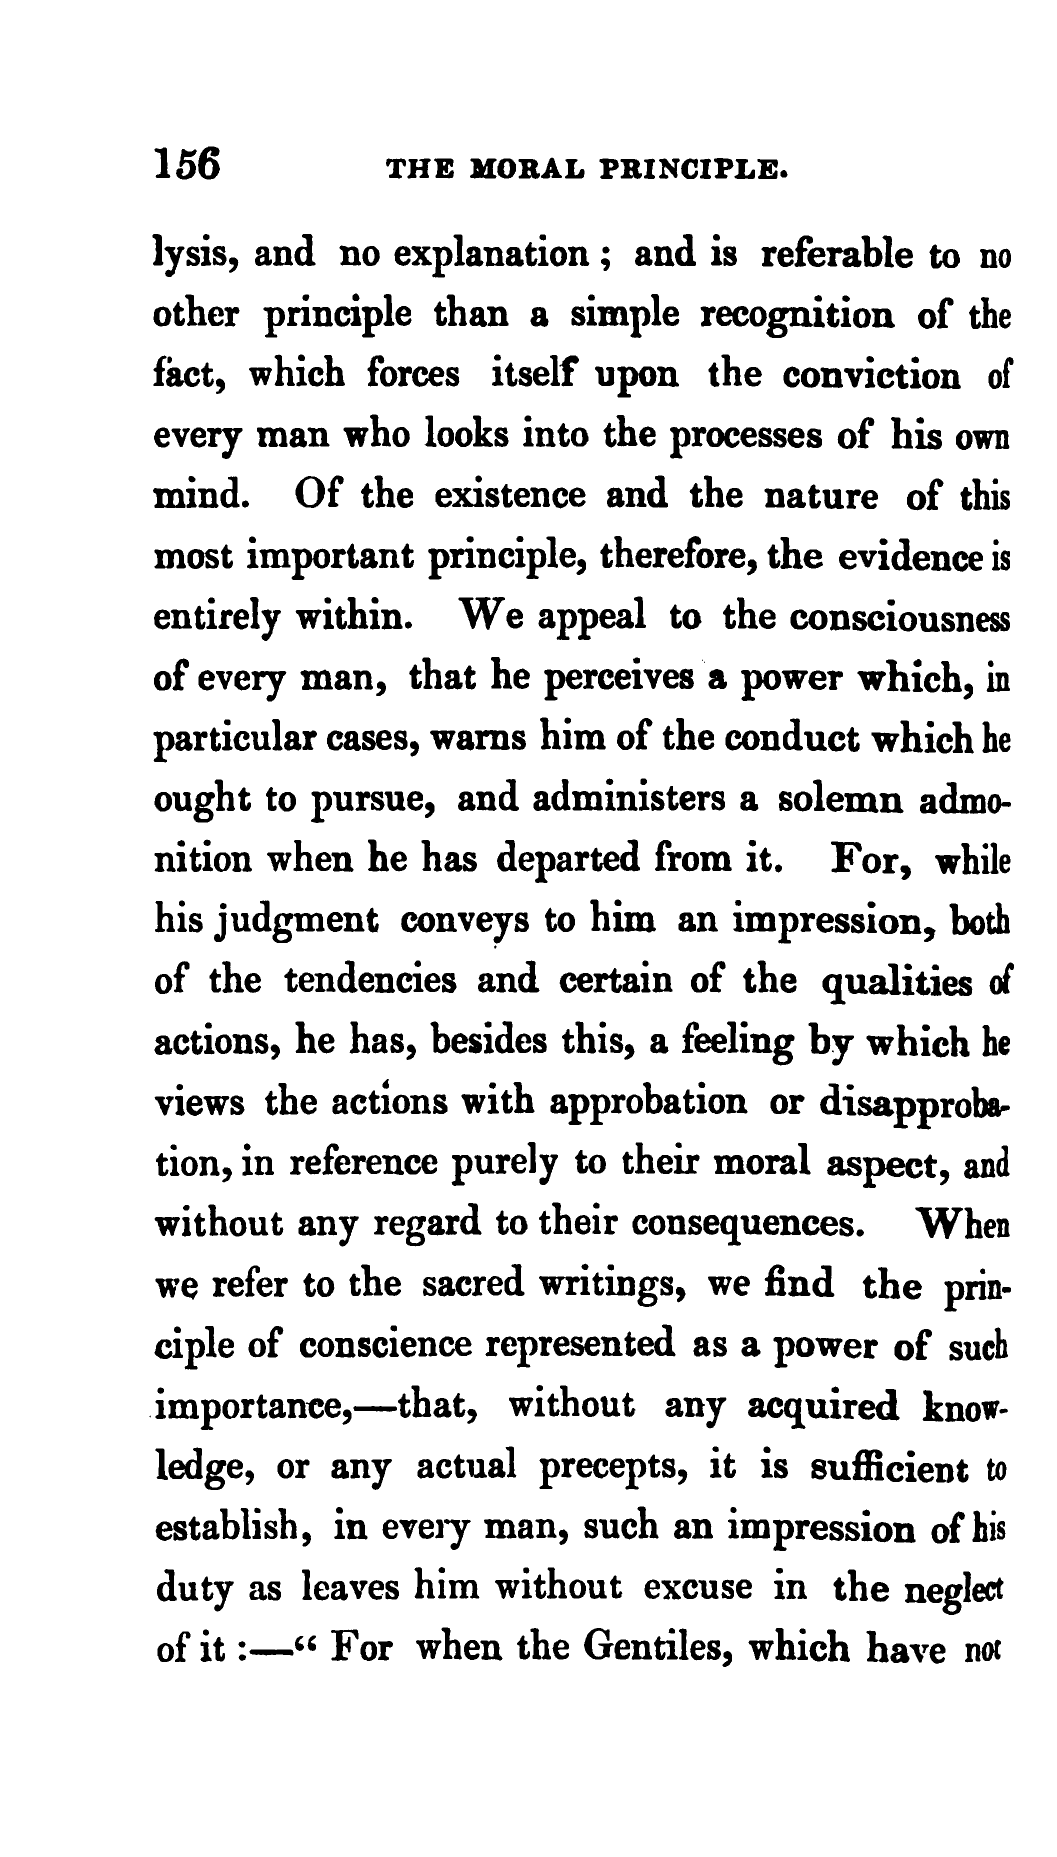 156 THE MORAL PRINCIPLE.
lysis, and no explanation ; and is referable to no
other principle than a simple recognition of the
fact, which forces itself upon the conviction of
every man who looks into the processes of his own
mind. Of the existence and the nature of this
most important principle, therefore, the evidence is
entirely within. We appeal to the consciousness
of every man, that he perceives a power which, in
particular cases, warns him of the conduct which he
ought to pursue, and administers a solemn admo-
nition when he has departed from it. For, while
his judgment conveys to him an impression, both
of the tendencies and certain of the qualities of
actions, he has, besides this, a feeling by which he
views the actions with approbation or disapproba-
tion, in reference purely to their moral aspect, and
without any regard to their consequences. When
we refer to the sacred writings, we find the prin-
ciple of conscience represented as a power of such
importance,—that, without any acquired know-
ledge, or any actual precepts, it is sufficient to
establish, in every man, such an impression of his
duty as leaves him without excuse in the neglect
of it :—“ For when the Gentiles, which have not